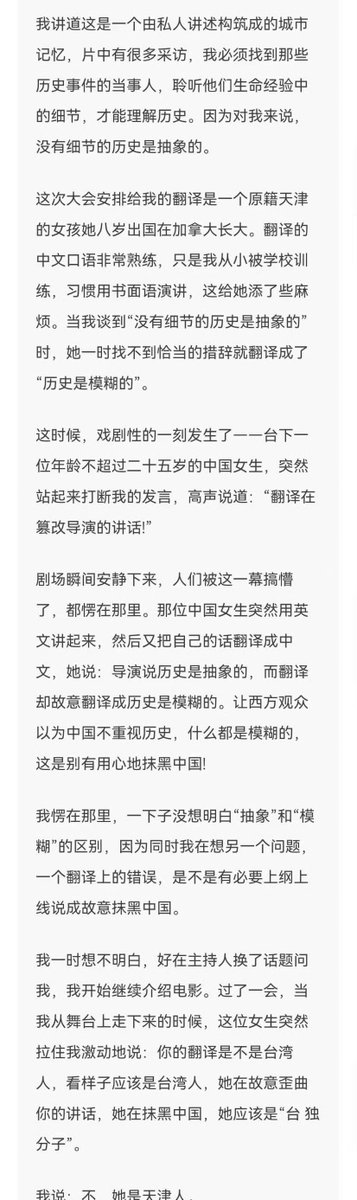 我讲道这是一个由私人讲述构筑成的城市
记忆，片中有很多采访，我必须找到那些
历史事件的当事人，聆听他们生命经验中
的细节，才能理解历史。因为对我来说，
没有细节的历史是抽象的。
这次大会安排给我的翻译是一个原籍天津
的女孩她八岁出国在加拿大长大。翻译的
中文口语非常熟练，只是我从小被学校训
练，习惯用书面语演讲，这给她添了些麻
烦。当我谈到“没有细节的历史是抽象的”
时，她一时找不到恰当的措辞就翻译成了
“历史是模糊的”。
这时候，戏剧性的一刻发生了一一台下一
位年龄不超过二十五岁的中国女生，突然
站起来打断我的发言，高声说道：“翻译在
篡改导演的讲话!”
剧场瞬间安静下来，人们被这一幕搞懵
了，都愣在那里。那位中国女生突然用英
文讲起来，然后又把自己的话翻译成中
文，她说：导演说历史是抽象的，而翻译
却故意翻译成历史是模糊的。让西方观众
以为中国不重视历史，什么都是模糊的，
这是别有用心地抹黑中国!
我愣在那里，一下子没想明白“抽象”和“模
糊”的区别，因为同时我在想另一个问题，
一个翻译上的错误，是不是有必要上纲上
线说成故意抹黑中国。
我一时想不明白，好在主持人换了话题问
我，我开始继续介绍电影。过了一会，当
我从舞台上走下来的时候，这位女生突然
拉住我激动地说：你的翻译是不是台湾
人，看样子应该是台湾人，她在故意歪曲
你的讲话，她在抹黑中国，她应该是“台 独
分子”。
我说：不，她是天津人。